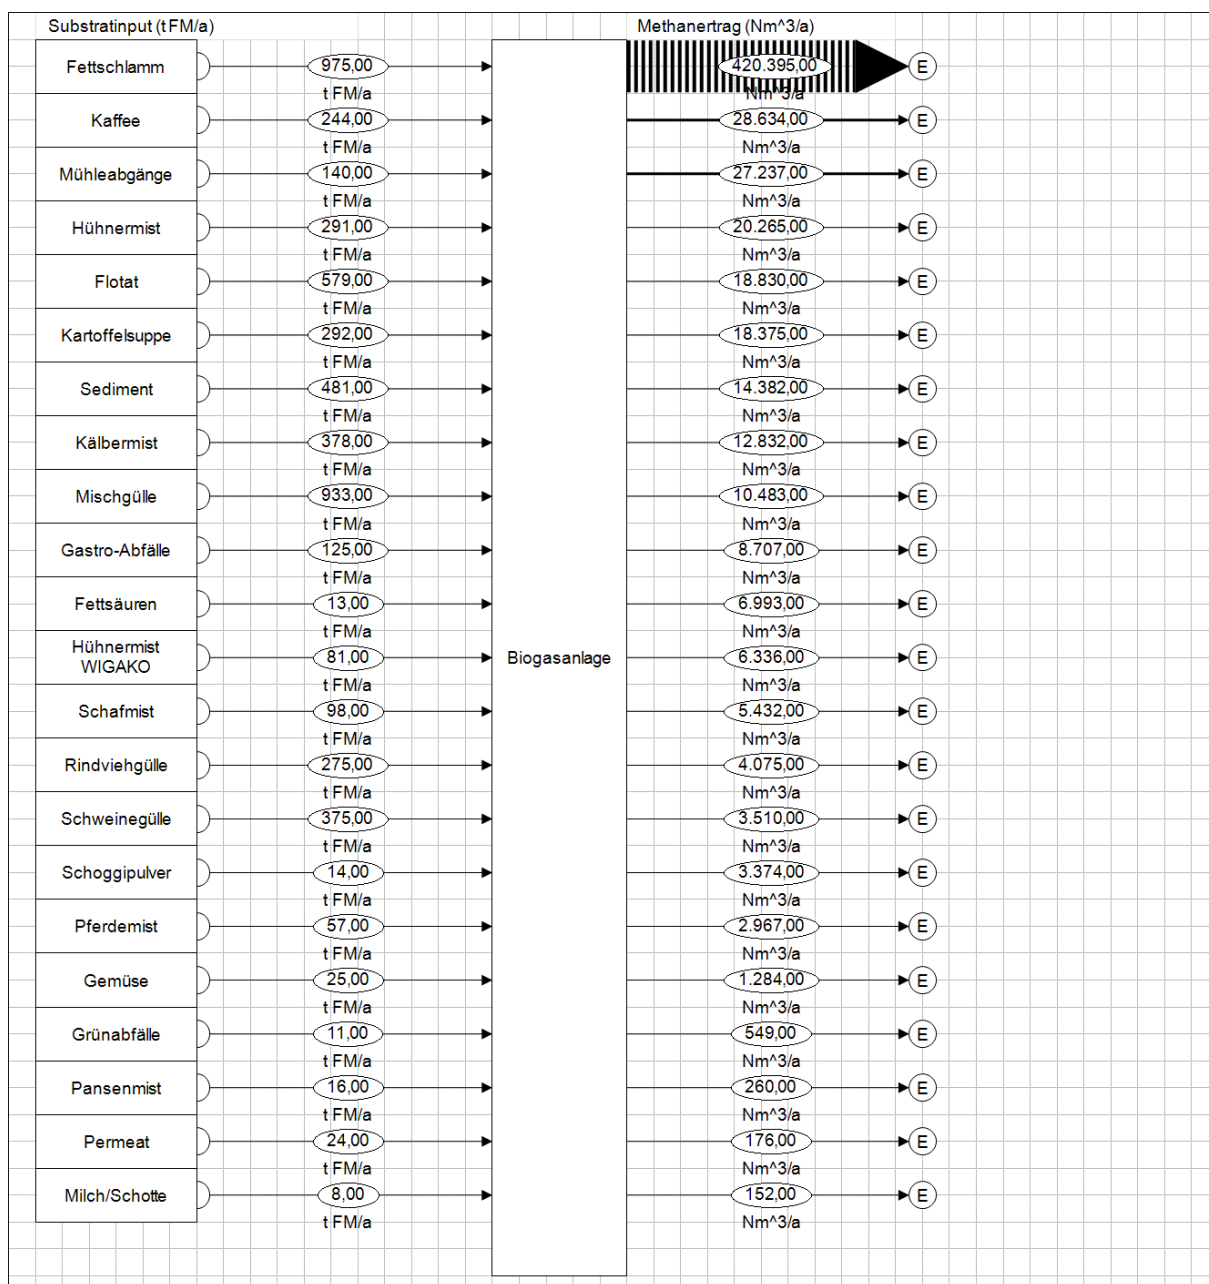 Substratinput (t FM/a)
Methanertrag (Nm^3/a)
Fettschlamm
975,00
420.395,00
E
t FM/a
Nm^3/a
Kaffee
244,00
28.634,00
E
t FM/a
Nm^3/a
Mühleabgänge
140,00
27.237,00
E
t FM/a
Nm^3/a
Hühnermist
291,00
20.265,00
E
t FM/a
Nm^3/a
Flotat
579,00
18.830,00
E
t FM/a
Nm^3/a
Kartoffelsuppe
292,00
18.375,00
E
t FM/a
Nm^3/a
Sediment
481,00
14.382,00
E
t FM/a
Nm^3/a
Kälbermist
378,00
12.832,00
E
t FM/a
Nm^3/a
Mischgülle
933,00
10.483,00
E
t FM/a
Nm^3/a
Gastro-Abfälle
125,00
8.707,00
E
t FM/a
Nm^3/a
Fettsäuren
13,00
6.993,00
E
t FM/a
Nm^3/a
Hühnermist
WIGAKO
81,00
Biogasanlage
6.336,00
E
t FM/a
Nm^3/a
Schafmist
98,00
5.432,00
E
t FM/a
Nm^3/a
Rindviehgülle
275,00
4.075,00
E
t FM/a
Nm^3/a
Schweinegülle
375,00
3.510,00
E
t FM/a
Nm^3/a
Schoggipulver
14,00
3.374,00
E
t FM/a
Nm^3/a
Pferdemist
57,00
2.967,00
E
t FM/a
Nm^3/a
Gemüse
25,00
1.284,00
E
t FM/a
Nm^3/a
Grünabfälle
11,00
549,00
E
t FM/a
Nm^3/a
Pansenmist
16,00
260,00
E
t FM/a
Nm^3/a
Permeat
24,00
176,00
E
t FM/a
Nm^3/a
Milch/Schotte
8,00
152,00
E
t FM/a
Nm^3/a